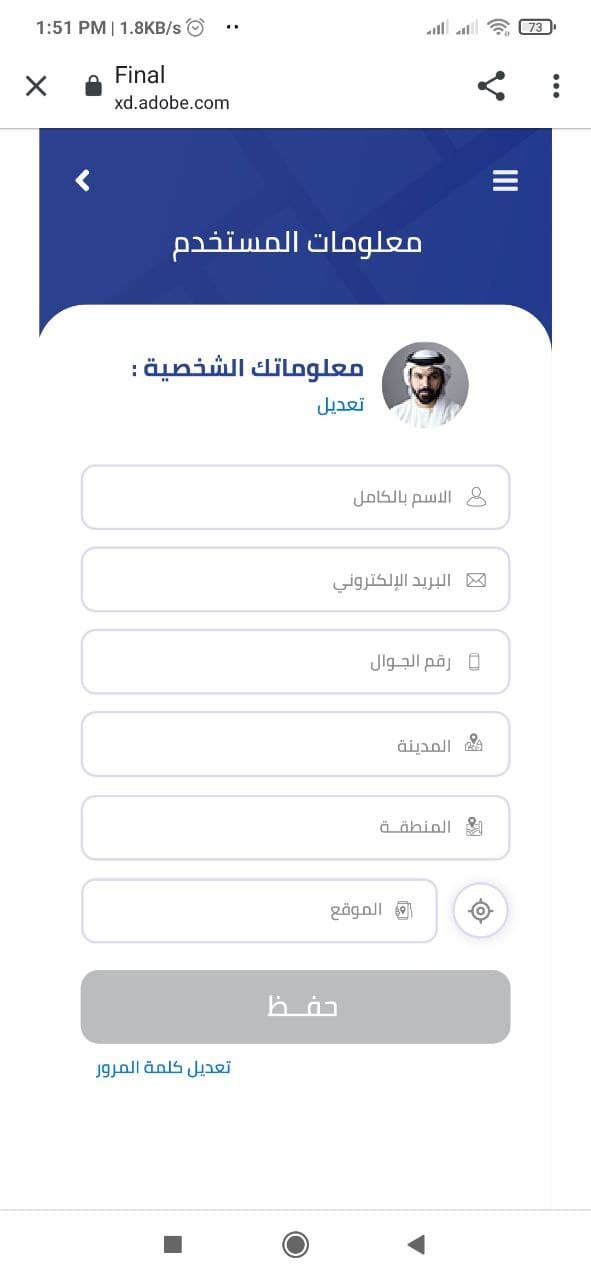 1:51 PM | 1.8KB/s
73
Final
xd.adobe.com
معلومات المستخدم
معلوماتك الشخصية :
تعديل
الاسم بالكامل
البريد الإلكتروني
رقم الجـوال
المدينة
المنطقــة
الموقع
حفــظ
تعديل كلمة المرور